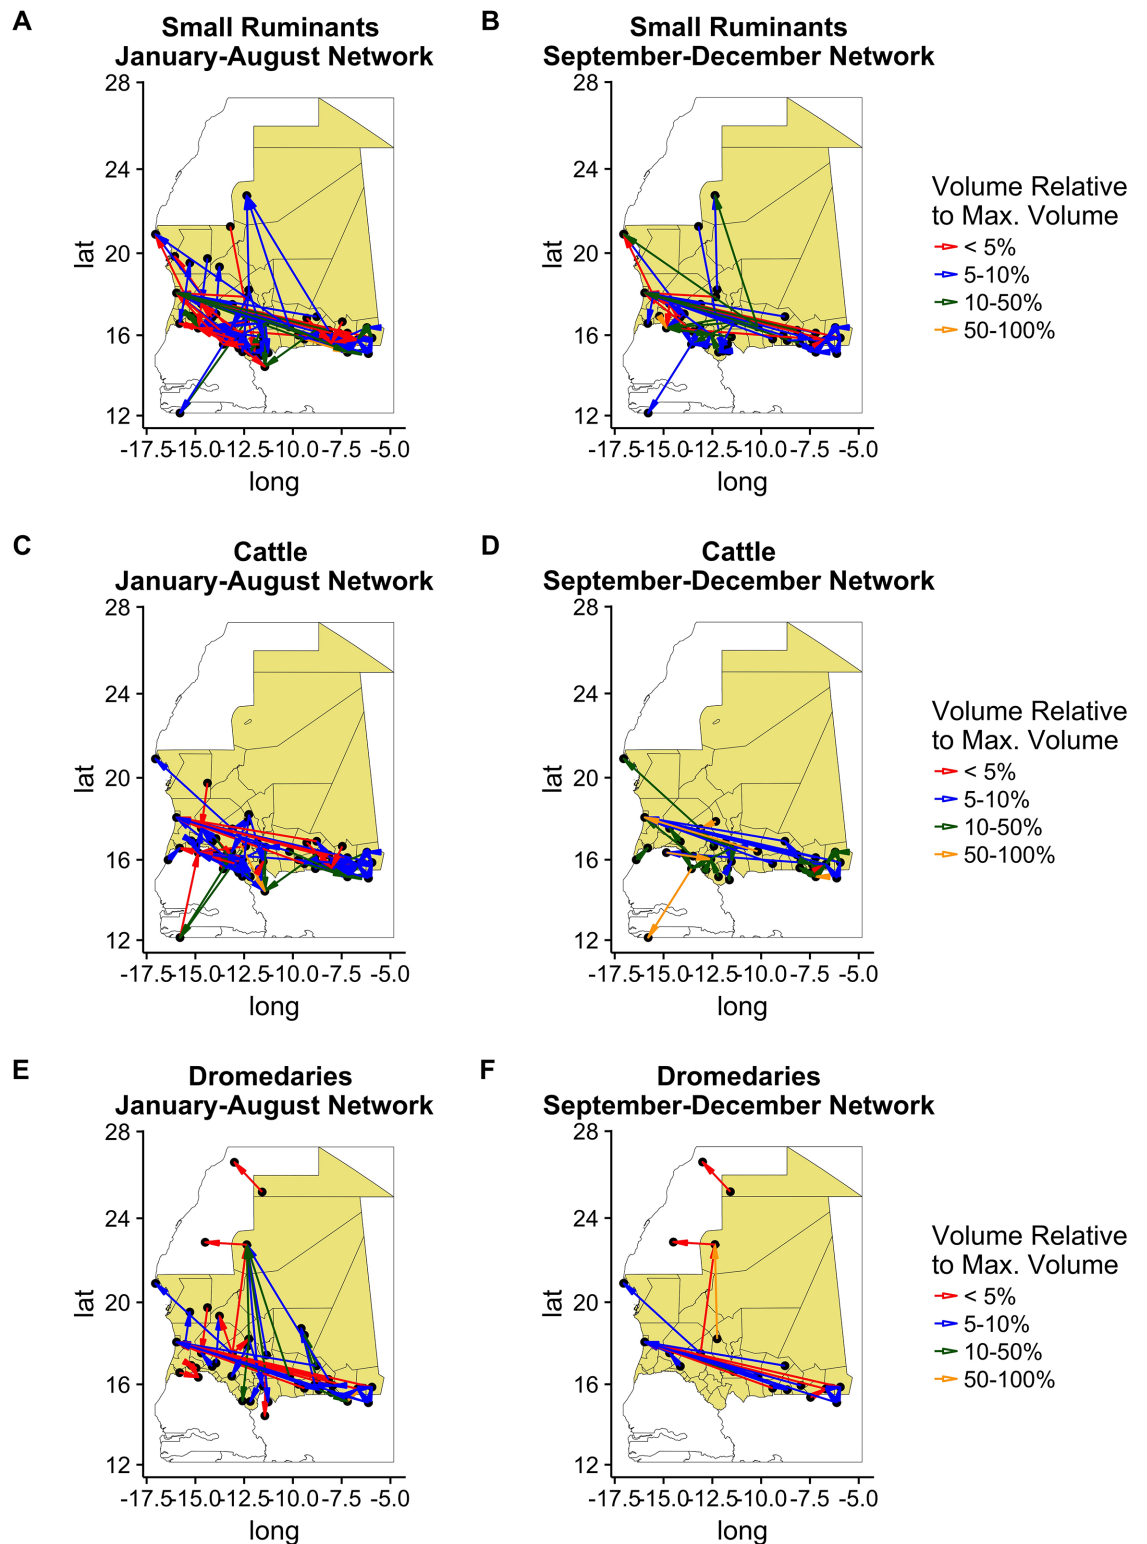 A
Small Ruminants
January-August Network
28
24
20
16
12
lat
-17.5 -15.0 -12.5 -10.0 -7.5 -5.0
long
B
Small Ruminants
September-December Network
28
24
20
16
12
lat
-17.5 -15.0 -12.5 -10.0 -7.5 -5.0
long
Volume Relative
to Max. Volume
< 5%
5-10%
10-50%
50-100%
C
Cattle
January-August Network
28
24
20
16
12
lat
-17.5 -15.0 -12.5 -10.0 -7.5 -5.0
long
D
Cattle
September-December Network
28
24
20
16
12
lat
-17.5 -15.0 -12.5 -10.0 -7.5 -5.0
long
Volume Relative
to Max. Volume
< 5%
5-10%
10-50%
50-100%
E
Dromedaries
January-August Network
28
24
20
16
12
lat
-17.5 -15.0 -12.5 -10.0 -7.5 -5.0
long
F
Dromedaries
September-December Network
28
24
20
16
12
lat
-17.5 -15.0 -12.5 -10.0 -7.5 -5.0
long
Volume Relative
to Max. Volume
< 5%
5-10%
10-50%
50-100%